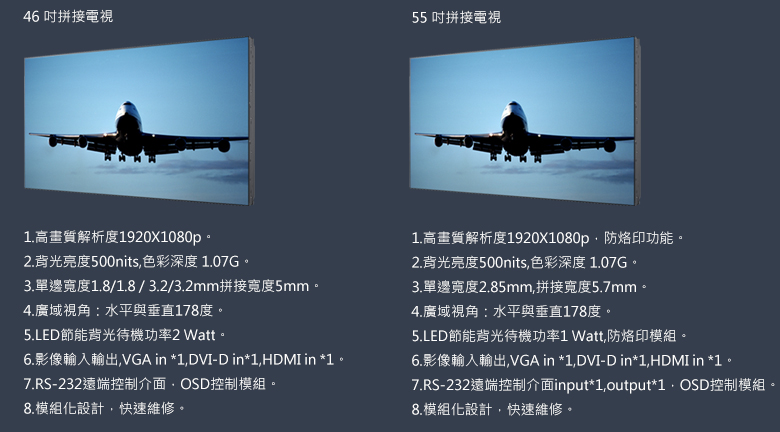 46 吋拼接電視
1.高畫質解析度1920X1080p。
2.背光亮度500nits,色彩深度 1.07G。
3.單邊寬度1.8/1.8 / 3.2/3.2mm拼接寬度5mm。
4.廣域視角：水平與垂直178度。
5.LED節能背光待機功率2 Watt。
6.影像輸入輸出,VGA in *1,DVI-D in*1,HDMI in *1。
7.RS-232遠端控制介面，OSD控制模組。
8.模組化設計，快速維修。
55 吋拼接電視
1.高畫質解析度1920X1080p，防烙印功能。
2.背光亮度500nits,色彩深度 1.07G。
3.單邊寬度2.85mm,拼接寬度5.7mm。
4.廣域視角：水平與垂直178度。
5.LED節能背光待機功率1 Watt,防烙印模組。
6.影像輸入輸出,VGA in *1,DVI-D in*1,HDMI in *1。
7.RS-232遠端控制介面input*1,output*1，OSD控制模組。
8.模組化設計，快速維修。